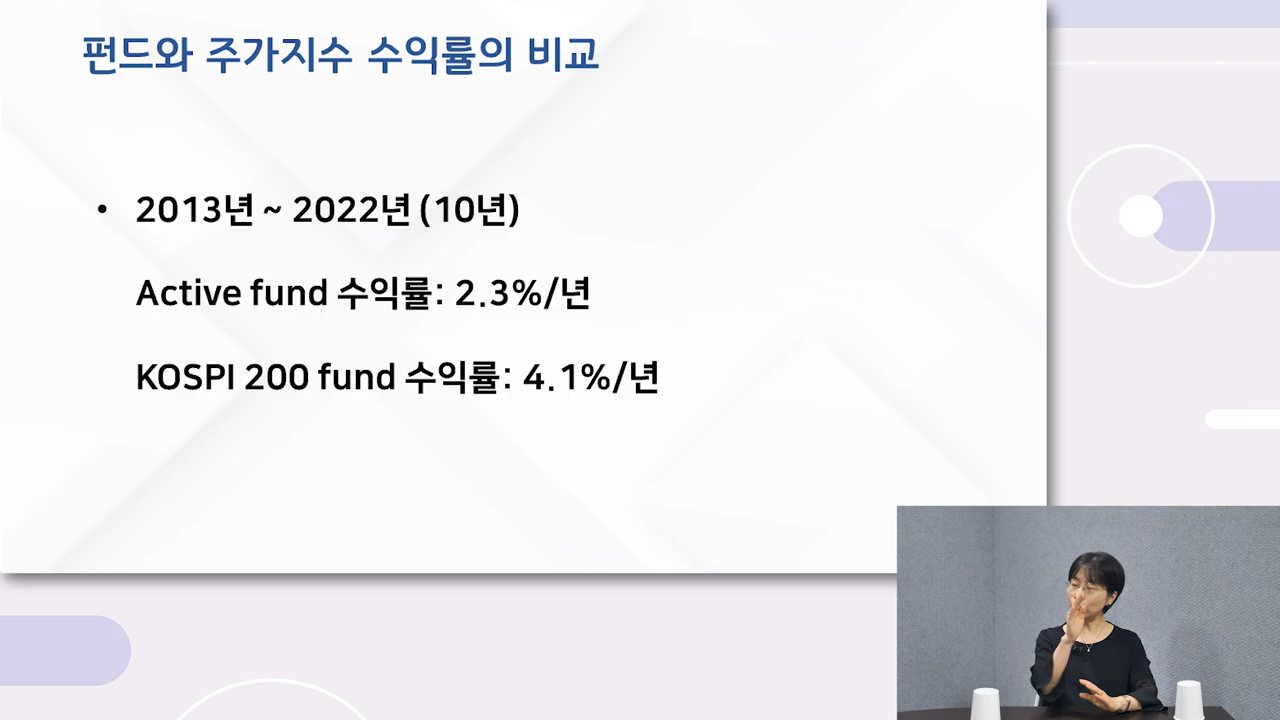 펀드와 주가지수 수익률의 비교
• 2013년 ~ 2022년 (10년)
Active fund 수익률: 2.3%/년
KOSPI 200 fund 수익률: 4.1%/년